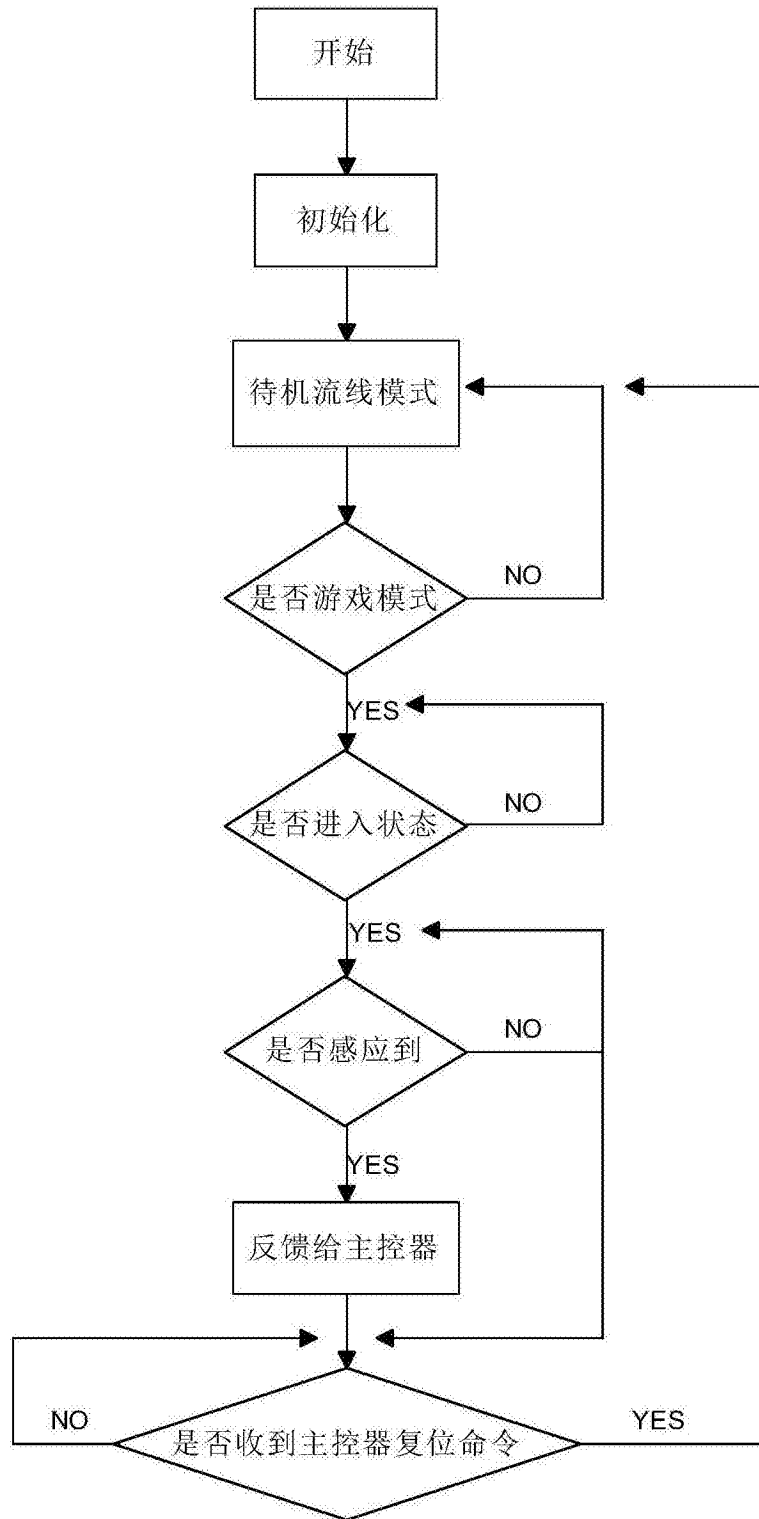 开始
初始化
待机流线模式
是否游戏模式
NO
YES
是否进入状态
NO
YES
是否感应到
NO
YES
反馈给主控器
NO
是否收到主控器复位命令
YES